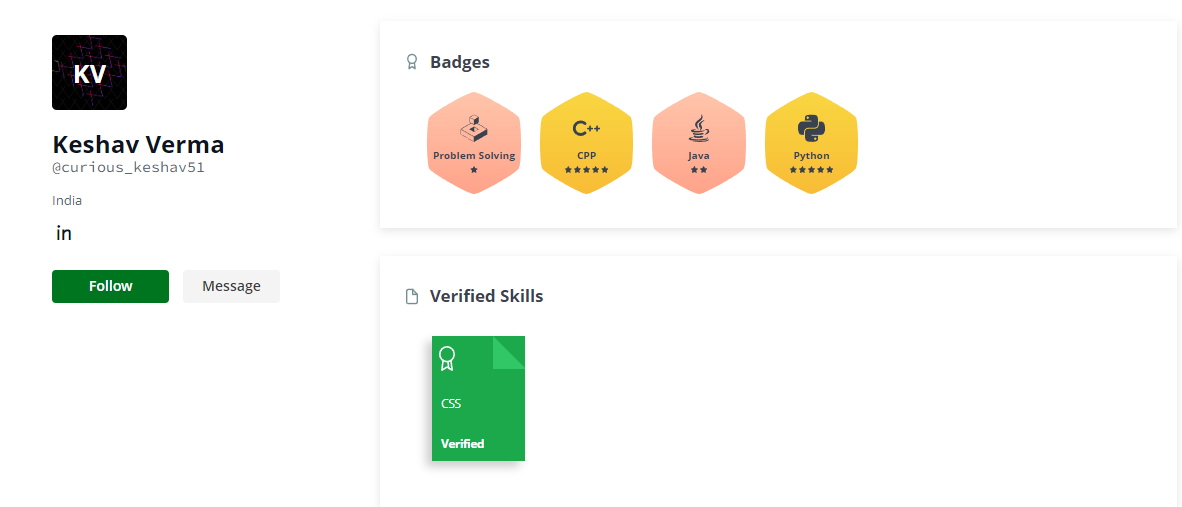 KV
Keshav Verma
@curious_keshav51
India
in
Follow
Message
Badges
Problem Solving
C++
CPP
Java
Python
Verified Skills
CSS
Verified